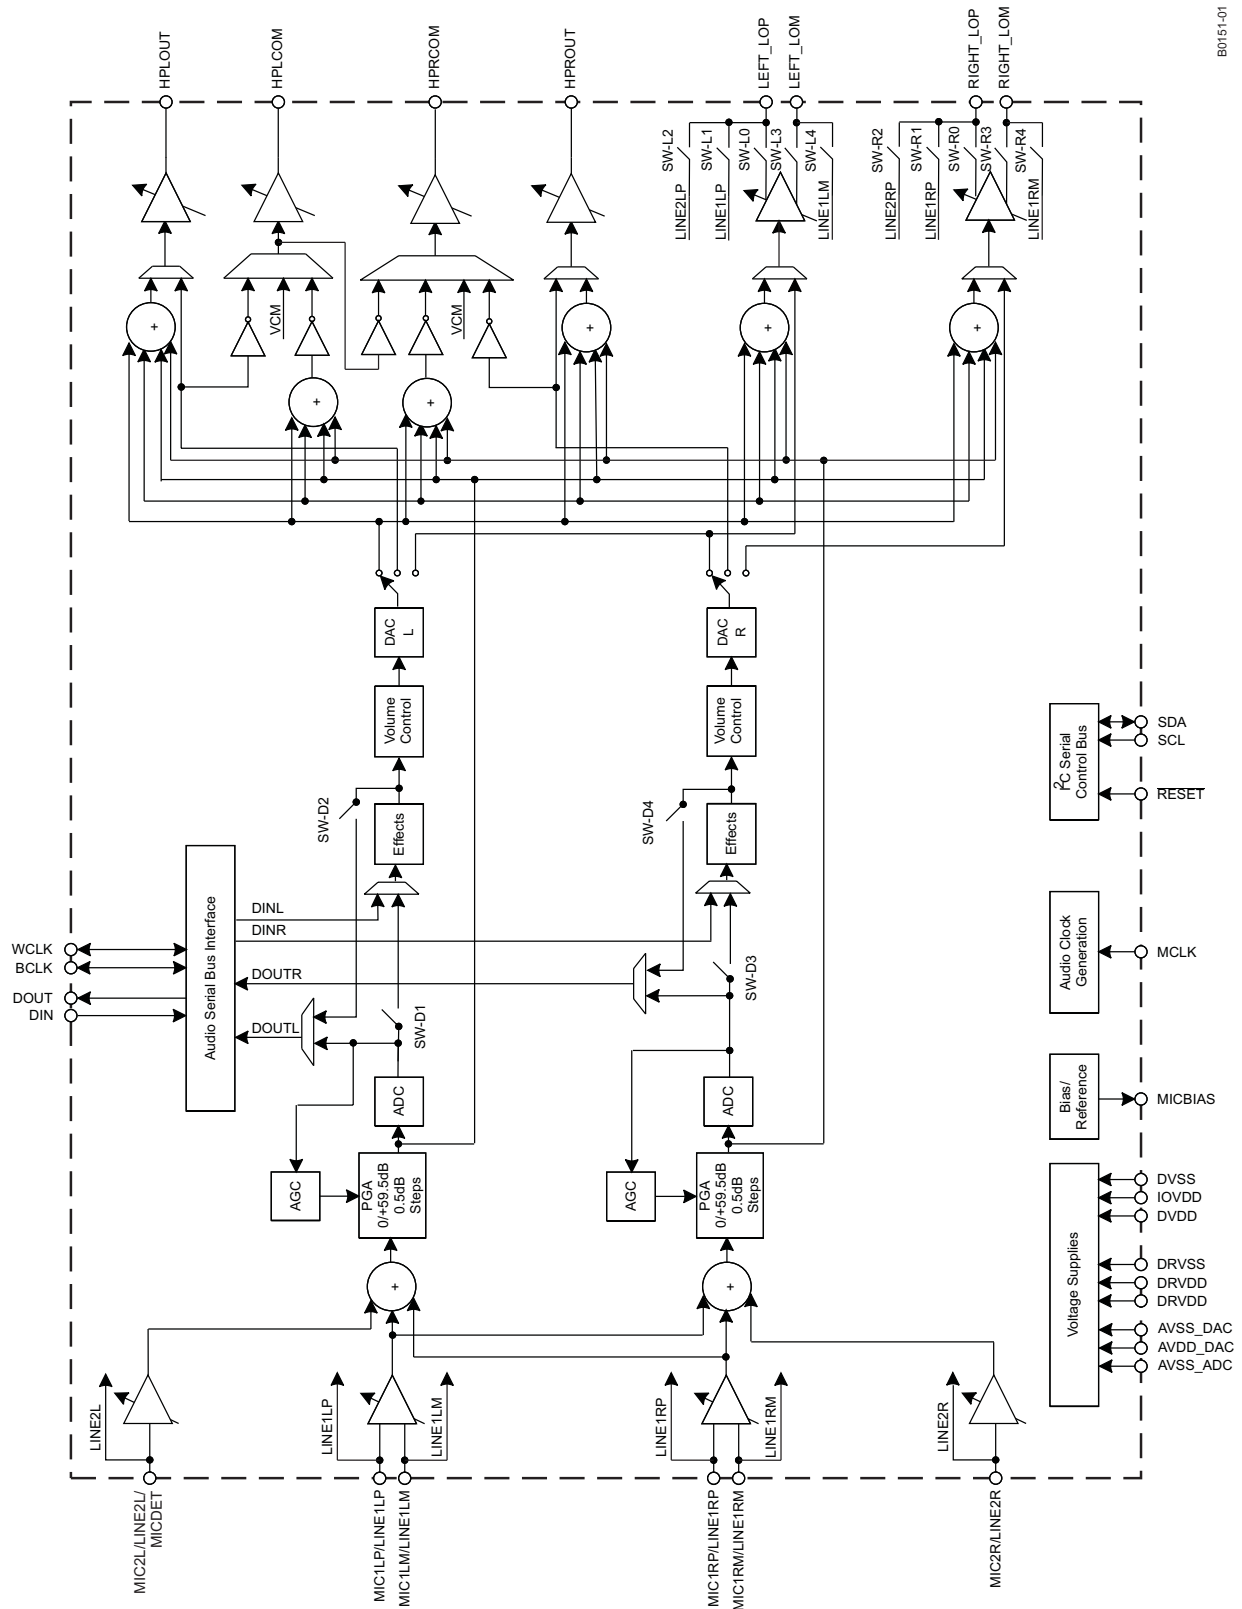 B0151-01
HPLOUT
HPLCOM
HPRCOM
HPROUT
LEFT_LOP
LEFT_LOM
RIGHT_LOP
RIGHT_LOM
SW-L2
SW-L1
SW-L0
SW-L3
SW-L4
LINE2LP
LINE1LP
LINE1LM
SW-R2
SW-R1
SW-R0
SW-R3
SW-R4
LINE2RP
LINE1RP
LINE1RM
VCM
VCM
+
+
+
+
+
+
DAC
L
DAC
R
Volume
Control
Volume
Control
SW-D2
Effects
SW-D4
Effects
I2C Serial
Control Bus
SDA
SCL
RESET
Audio Serial Bus Interface
DINL
DINR
DOUTR
DOUTL
WCLK
BCLK
DOUT
DIN
SW-D1
SW-D3
Audio Clock
Generation
MCLK
ADC
ADC
Bias/
Reference
MICBIAS
AGC
PGA
0/+59.5dB
0.5dB
Steps
AGC
PGA
0/+59.5dB
0.5dB
Steps
Voltage Supplies
DVSS
IOVDD
DVDD
DRVSS
DRVDD
DRVDD
AVSS_DAC
AVDD_DAC
AVSS_ADC
+
+
LINE2L
LINE1LP
LINE1LM
LINE1RP
LINE1RM
LINE2R
MIC2L/LINE2L/
MICDET
MIC1LP/LINE1LP
MIC1LM/LINE1LM
MIC1RP/LINE1RP
MIC1RM/LINE1RM
MIC2R/LINE2R